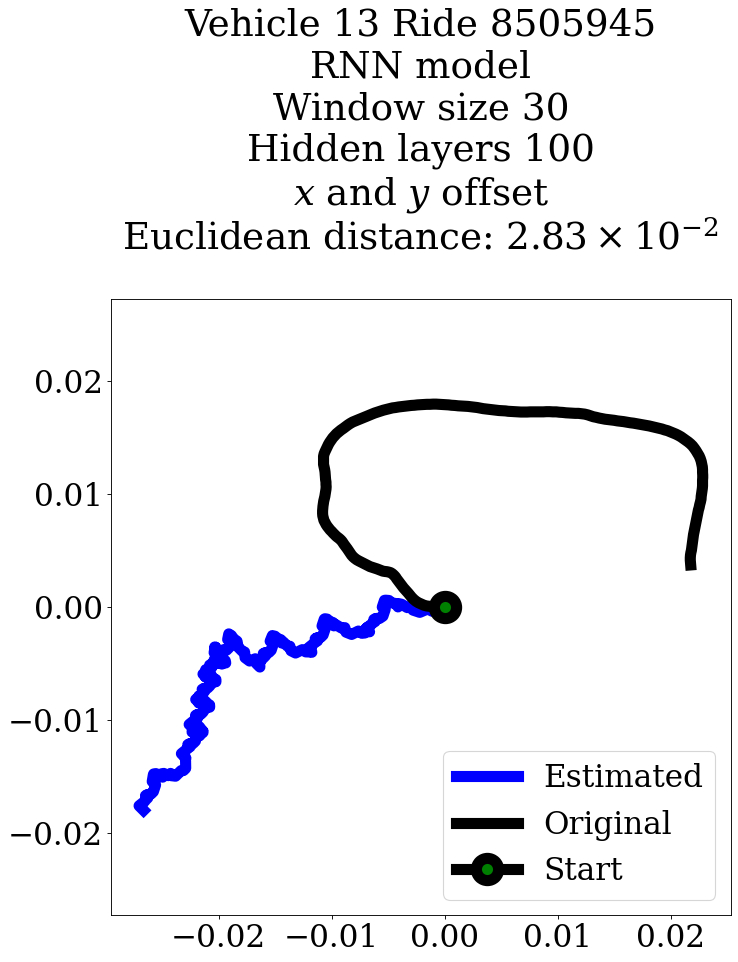 Vehicle 13 Ride 8505945
RNN model
Window size 30
Hidden layers 100
x and y offset
Euclidean distance: 2.83 × 10⁻²
0.02
0.01
0.00
−0.01
−0.02
Estimated
Original
Start
−0.02 −0.01 0.00 0.01 0.02